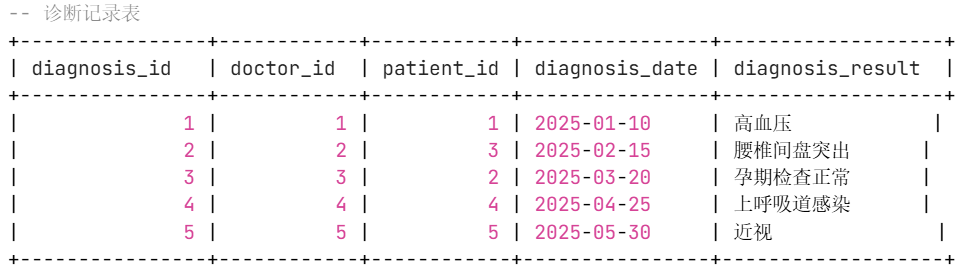 -- 诊断记录表
+----------------+------------+------------+----------------+------------------+
| diagnosis_id   | doctor_id  | patient_id | diagnosis_date | diagnosis_result  |
+----------------+------------+------------+----------------+------------------+
|              1 |          1 |          1 | 2025-01-10     | 高血压            |
|              2 |          2 |          3 | 2025-02-15     | 腰椎间盘突出      |
|              3 |          3 |          2 | 2025-03-20     | 孕期检查正常      |
|              4 |          4 |          4 | 2025-04-25     | 上呼吸道感染      |
|              5 |          5 |          5 | 2025-05-30     | 近视              |
+----------------+------------+------------+----------------+------------------+